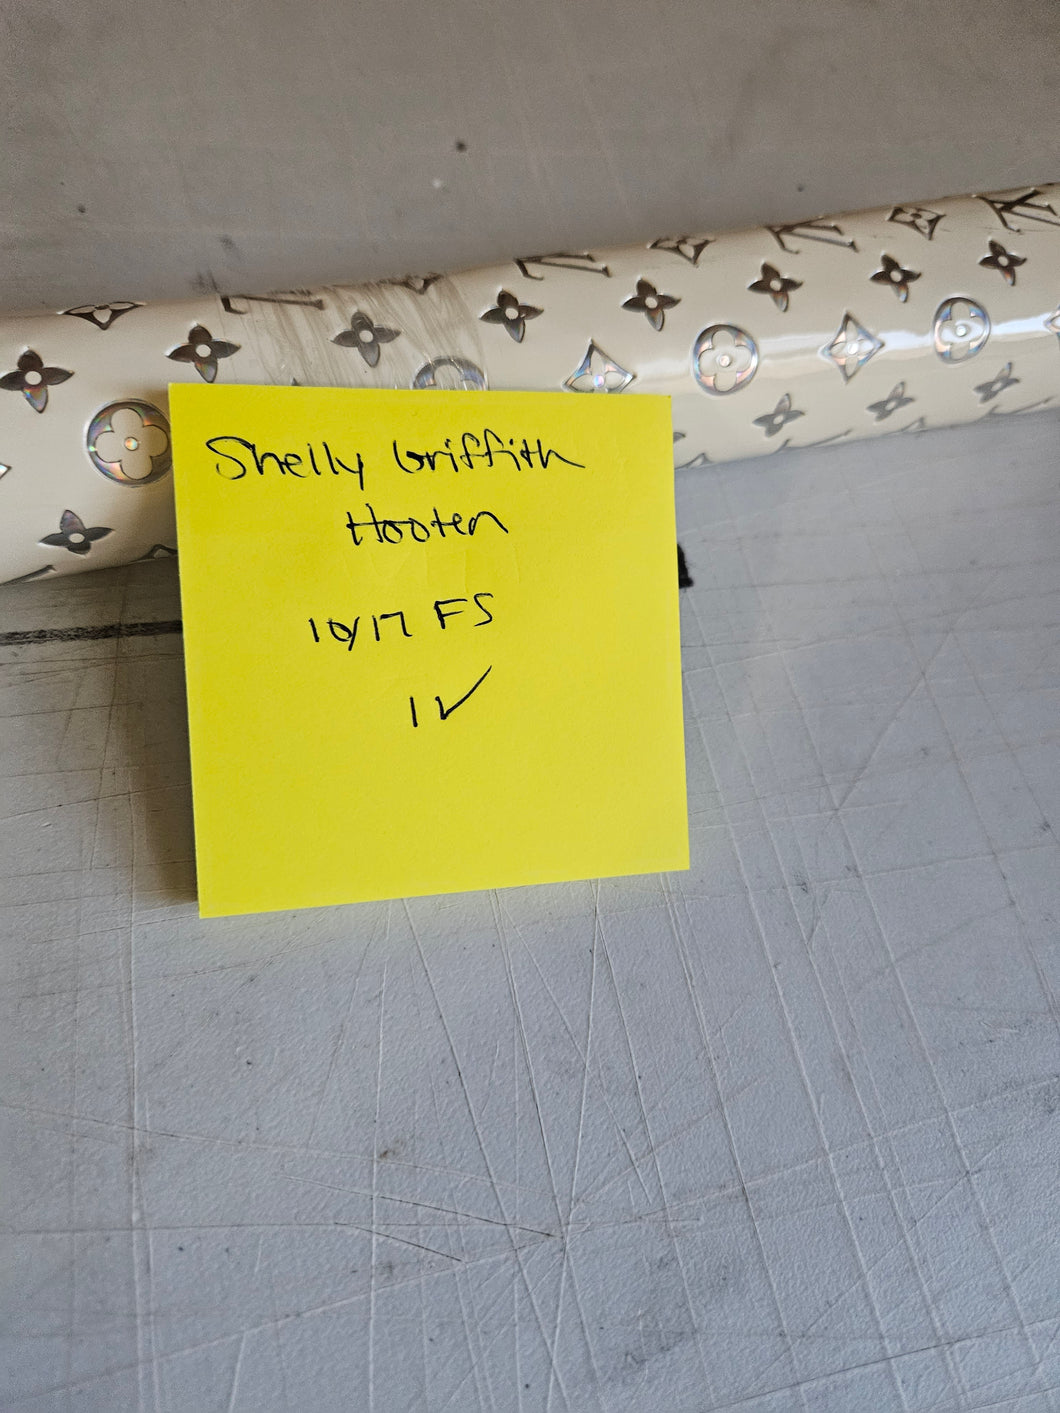 Shelly Griffith
Hooten
10/17 FS
1 ✓